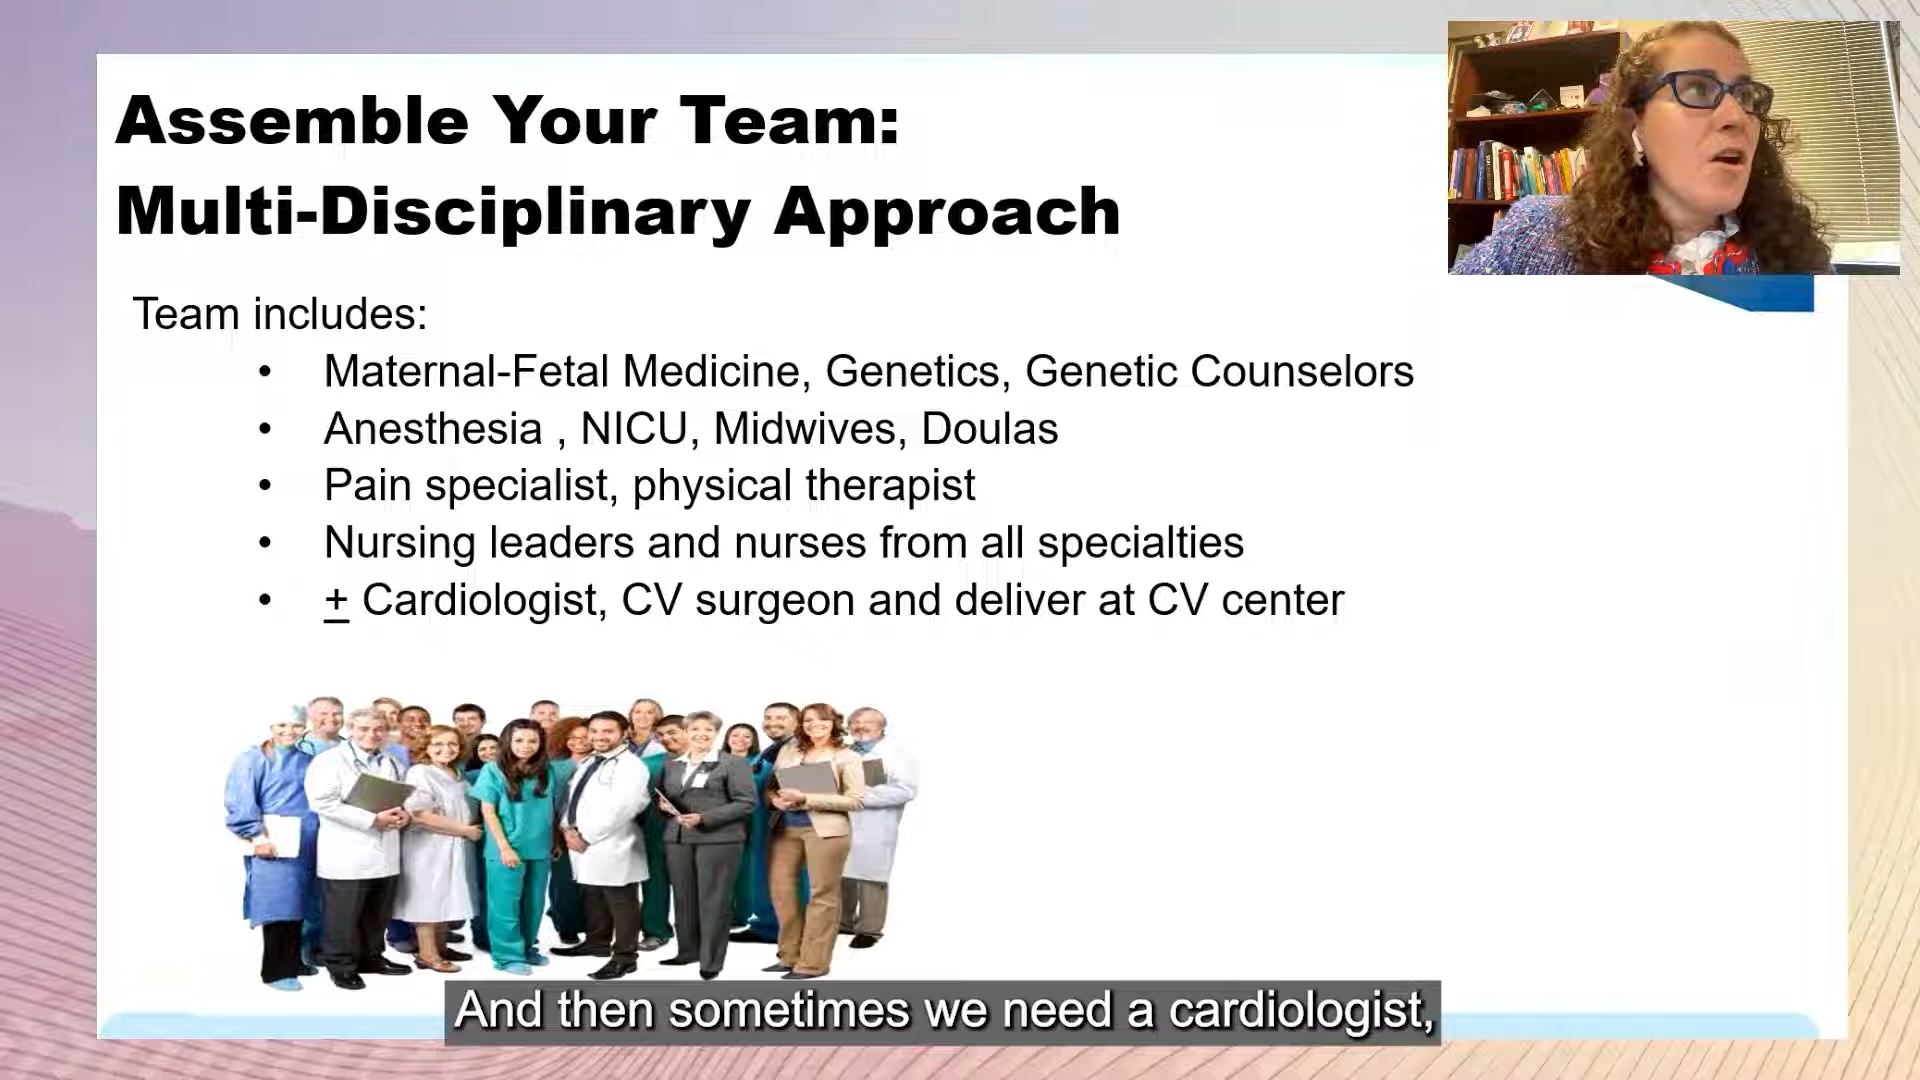 Assemble Your Team:
Multi-Disciplinary Approach
Team includes:
• Maternal-Fetal Medicine, Genetics, Genetic Counselors
• Anesthesia , NICU, Midwives, Doulas
• Pain specialist, physical therapist
• Nursing leaders and nurses from all specialties
• ± Cardiologist, CV surgeon and deliver at CV center
And then sometimes we need a cardiologist,